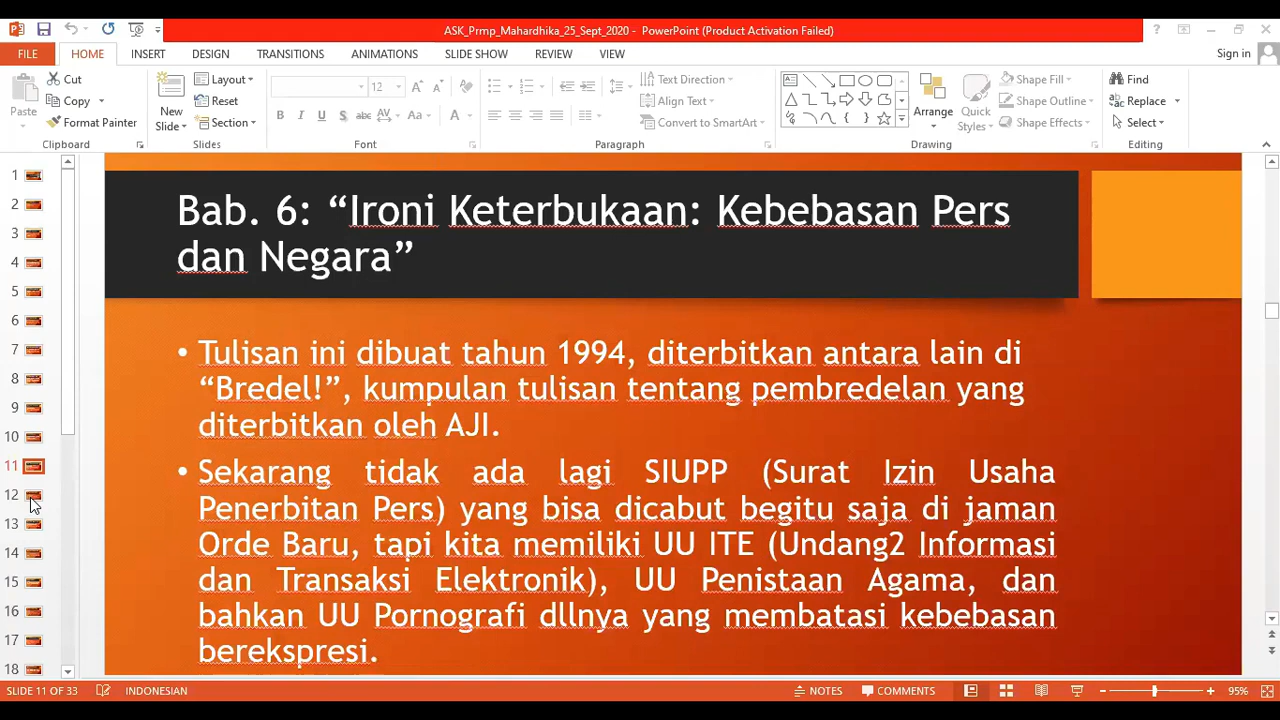 ASK_Prmp_Mahardhika_25_Sept_2020 - PowerPoint (Product Activation Failed)
FILE HOME INSERT DESIGN TRANSITIONS ANIMATIONS SLIDE SHOW REVIEW VIEW Sign in
Paste
Cut
Copy
Format Painter
Clipboard
New Slide
Layout
Reset
Section
Slides
12
Font
Text Direction
Align Text
Convert to SmartArt
Paragraph
Arrange
Quick Styles
Shape Fill
Shape Outline
Shape Effects
Drawing
Find
Replace
Select
Editing
1
2
3
4
5
6
7
8
9
10
11
12
13
14
15
16
17
18
Bab. 6: “Ironi Keterbukaan: Kebebasan Pers
dan Negara”
• Tulisan ini dibuat tahun 1994, diterbitkan antara lain di
“Bredel!”, kumpulan tulisan tentang pembredelan yang
diterbitkan oleh AJI.
• Sekarang tidak ada lagi SIUPP (Surat Izin Usaha
Penerbitan Pers) yang bisa dicabut begitu saja di jaman
Orde Baru, tapi kita memiliki UU ITE (Undang2 Informasi
dan Transaksi Elektronik), UU Penistaan Agama, dan
bahkan UU Pornografi dllnya yang membatasi kebebasan
berekspresi.
SLIDE 11 OF 33 INDONESIAN NOTES COMMENTS 95%